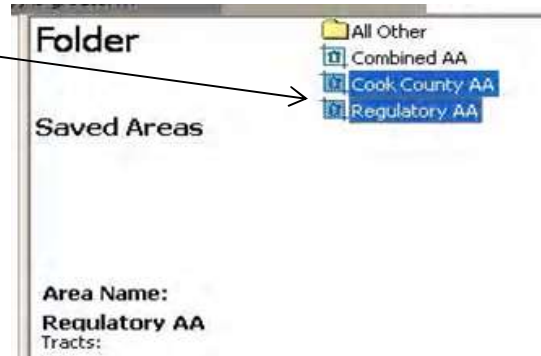 Folder
Saved Areas
All Other
Combined AA
Cook County AA
Regulatory AA
Area Name:
Regulatory AA
Tracts: